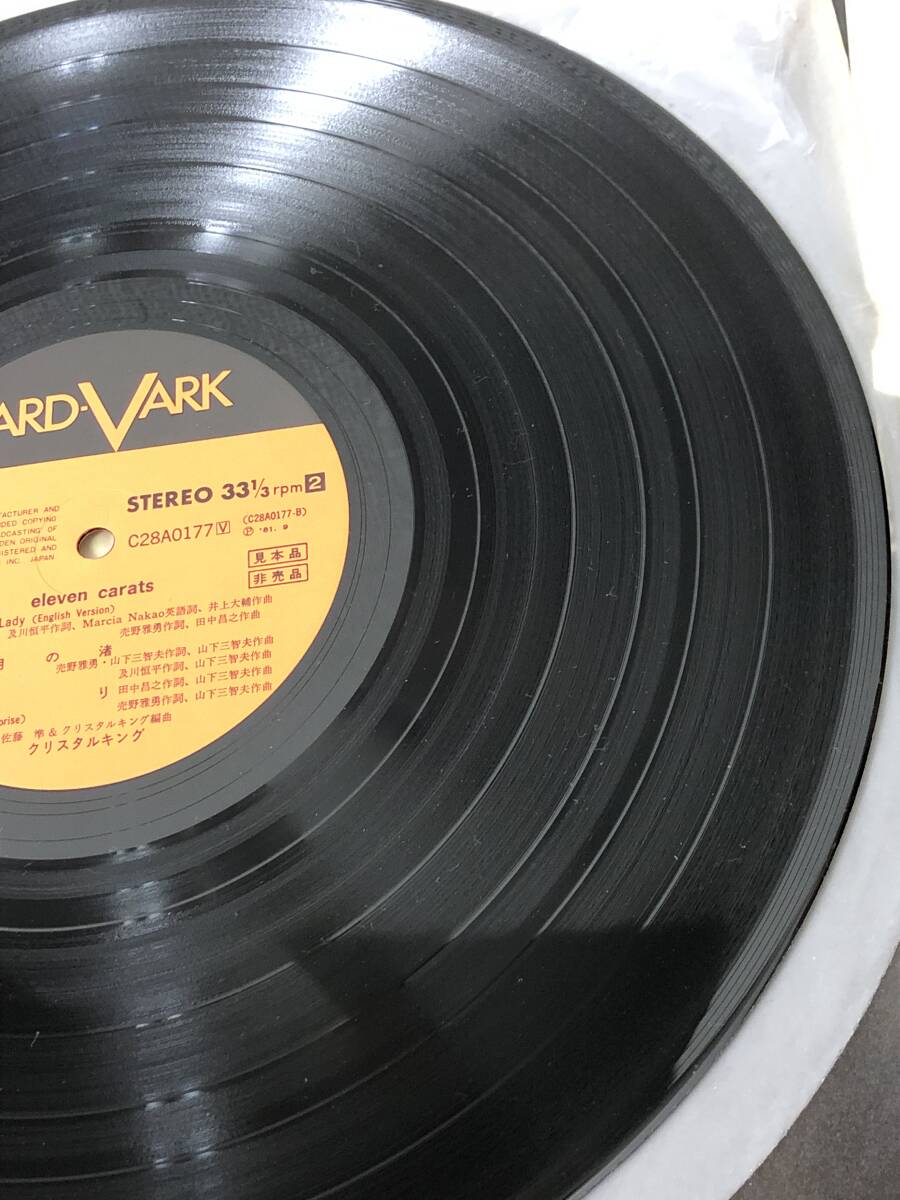 ARD-VARK
STEREO 33⅓ rpm 2
FACTURER AND
DED COPYING
DCASTING OF
DEN. ORIGINAL
ISTERED AND
INC. JAPAN
C28A0177 V
(C28A0177-B)
Ⓟ '81. 9
見本品
非売品
eleven carats
Lady (English Version)
及川恒平作詞、Marcia Nakao英語詞、井上大輔作曲
売野雅勇作詞、田中昌之作曲
月の渚
売野雅勇・山下三智夫作詞、山下三智夫作曲
及川恒平作詞、山下三智夫作曲
り 田中昌之作詞、山下三智夫作曲
売野雅勇作詞、山下三智夫作曲
prise)
佐藤 準&クリスタルキング編曲
クリスタルキング